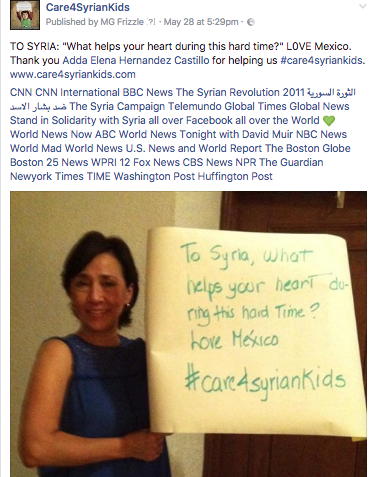 Care4SyrianKids
Published by MG Frizzle [?] · May 28 at 5:29pm ·
TO SYRIA: "What helps your heart during this hard time?" LOVE Mexico.
Thank you Adda Elena Hernandez Castillo for helping us #care4syriankids.
www.care4syriankids.com
CNN CNN International BBC News The Syrian Revolution 2011 الثورة السورية
ضد بشار الاسد The Syria Campaign Telemundo Global Times Global News
Stand in Solidarity with Syria all over Facebook all over the World 💚
World News Now ABC World News Tonight with David Muir NBC News
World Mad World News U.S. News and World Report The Boston Globe
Boston 25 News WPRI 12 Fox News CBS News NPR The Guardian
Newyork Times TIME Washington Post Huffington Post
To Syria, What
helps your heart du-
ring this hard Time?
Love México
#care4syrianKids